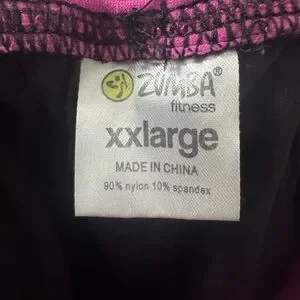 ZUMBA®
fitness
xxlarge
MADE IN CHINA
90% nylon 10% spandex